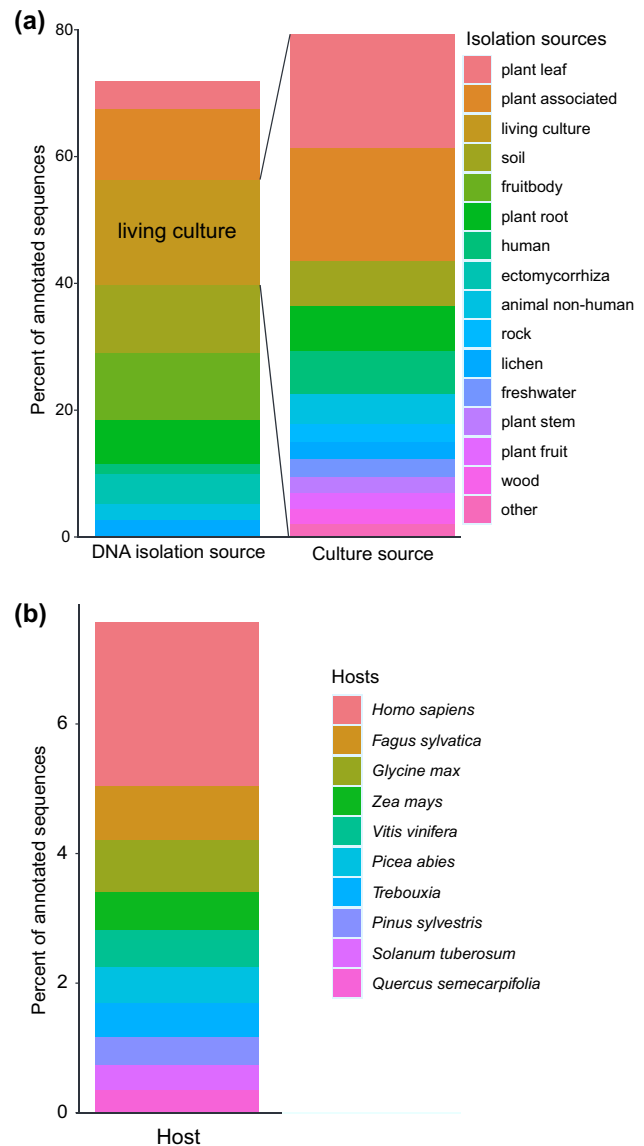 (a)
80
60
40
20
0
Percent of annotated sequences
living culture
DNA isolation source
Culture source
Isolation sources
plant leaf
plant associated
living culture
soil
fruitbody
plant root
human
ectomycorrhiza
animal non-human
rock
lichen
freshwater
plant stem
plant fruit
wood
other
(b)
6
4
2
0
Percent of annotated sequences
Host
Hosts
Homo sapiens
Fagus sylvatica
Glycine max
Zea mays
Vitis vinifera
Picea abies
Trebouxia
Pinus sylvestris
Solanum tuberosum
Quercus semecarpifolia